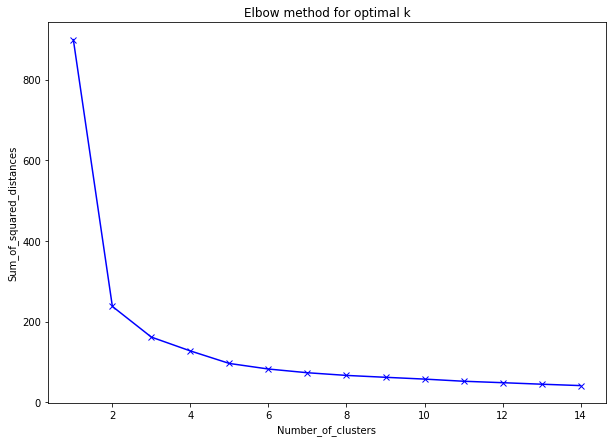 Elbow method for optimal k
Sum_of_squared_distances
800
600
400
200
0
2 4 6 8 10 12 14
Number_of_clusters